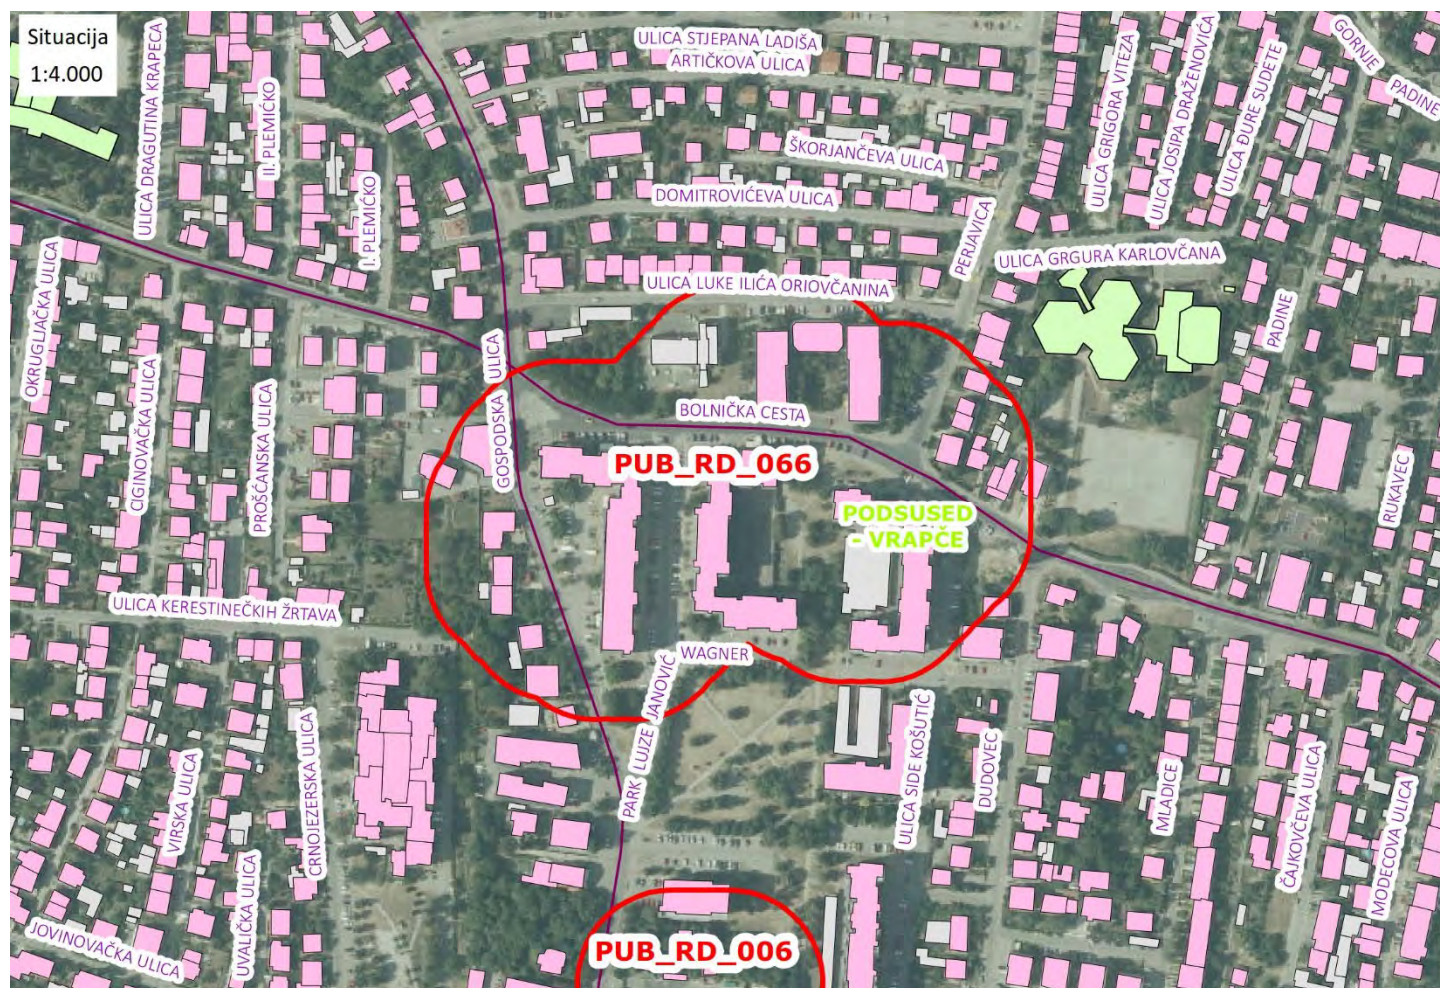 Situacija
1:4.000
ULICA DRAGUTINA KRAPECA
II. PLEMIĆKO
I. PLEMIĆKO
ULICA STJEPANA LADIŠA
ARTIČKOVA ULICA
ŠKORJANČEVA ULICA
DOMITROVIĆEVA ULICA
PERJAVICA
ULICA GRIGORA VITEZA
ULICA JOSIPA DRAŽENOVIĆA
ULICA ĐURE SUDETE
GORNJE PADINE
ULICA GRGURA KARLOVČANA
ULICA LUKE ILIĆA ORIOVČANINA
PADINE
OKRUGLJAČKA ULICA
CIGINOVAČKA ULICA
PROŠĆANSKA ULICA
GOSPODSKA ULICA
BOLNIČKA CESTA
PUB_RD_066
PODSUSED
- VRAPČE
RUKAVEC
ULICA KERESTINEČKIH ŽRTAVA
PARK LUJZE JANOVIĆ WAGNER
CRNOJEZERSKA ULICA
VIRSKA ULICA
UVALIČKA ULICA
JOVINOVAČKA ULICA
ULICA SIDE KOŠUTIĆ
DUDOVEC
MLADICE
ČAJKOVČEVA ULICA
MODECOVA ULICA
PUB_RD_006